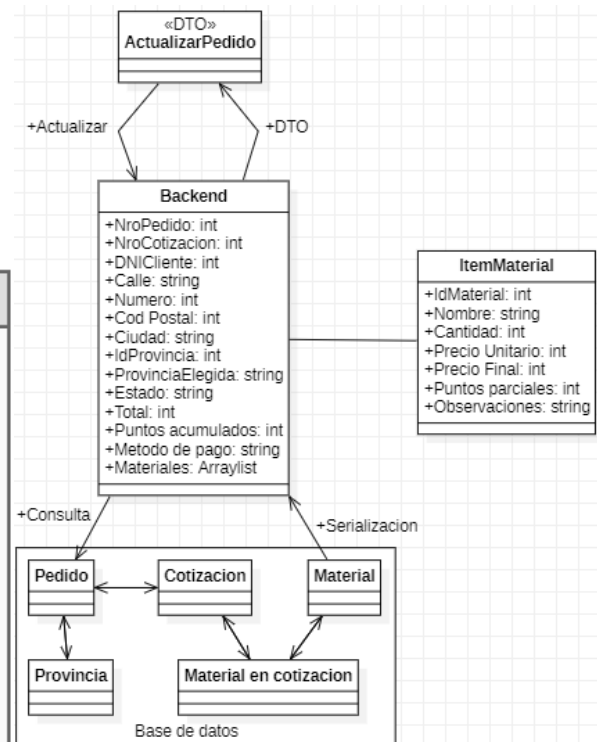 «DTO»
ActualizarPedido
+Actualizar
+DTO
Backend
+NroPedido: int
+NroCotizacion: int
+DNICliente: int
+Calle: string
+Numero: int
+Cod Postal: int
+Ciudad: string
+IdProvincia: int
+ProvinciaElegida: string
+Estado: string
+Total: int
+Puntos acumulados: int
+Metodo de pago: string
+Materiales: Arraylist
ItemMaterial
+IdMaterial: int
+Nombre: string
+Cantidad: int
+Precio Unitario: int
+Precio Final: int
+Puntos parciales: int
+Observaciones: string
+Consulta
+Serializacion
Pedido
Cotizacion
Material
Provincia
Material en cotizacion
Base de datos